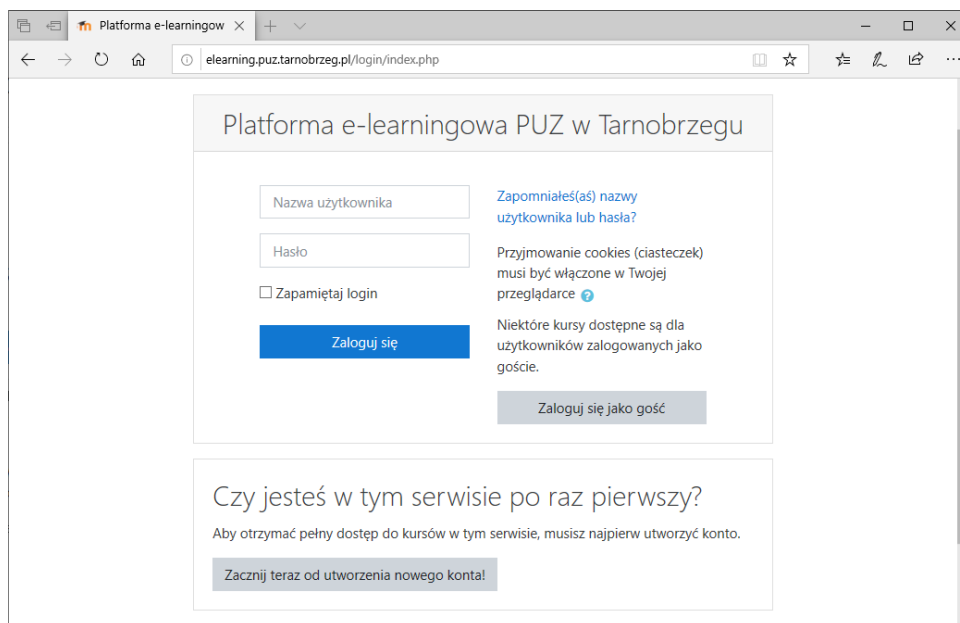 Platforma e-learningow
elearning.puz.tarnobrzeg.pl/login/index.php
Platforma e-learningowa PUZ w Tarnobrzegu
Nazwa użytkownika
Hasło
Zapamiętaj login
Zaloguj się
Zapomniałeś(aś) nazwy
użytkownika lub hasła?
Przyjmowanie cookies (ciasteczek)
musi być włączone w Twojej
przeglądarce
Niektóre kursy dostępne są dla
użytkowników zalogowanych jako
goście.
Zaloguj się jako gość
Czy jesteś w tym serwisie po raz pierwszy?
Aby otrzymać pełny dostęp do kursów w tym serwisie, musisz najpierw utworzyć konto.
Zacznij teraz od utworzenia nowego konta!